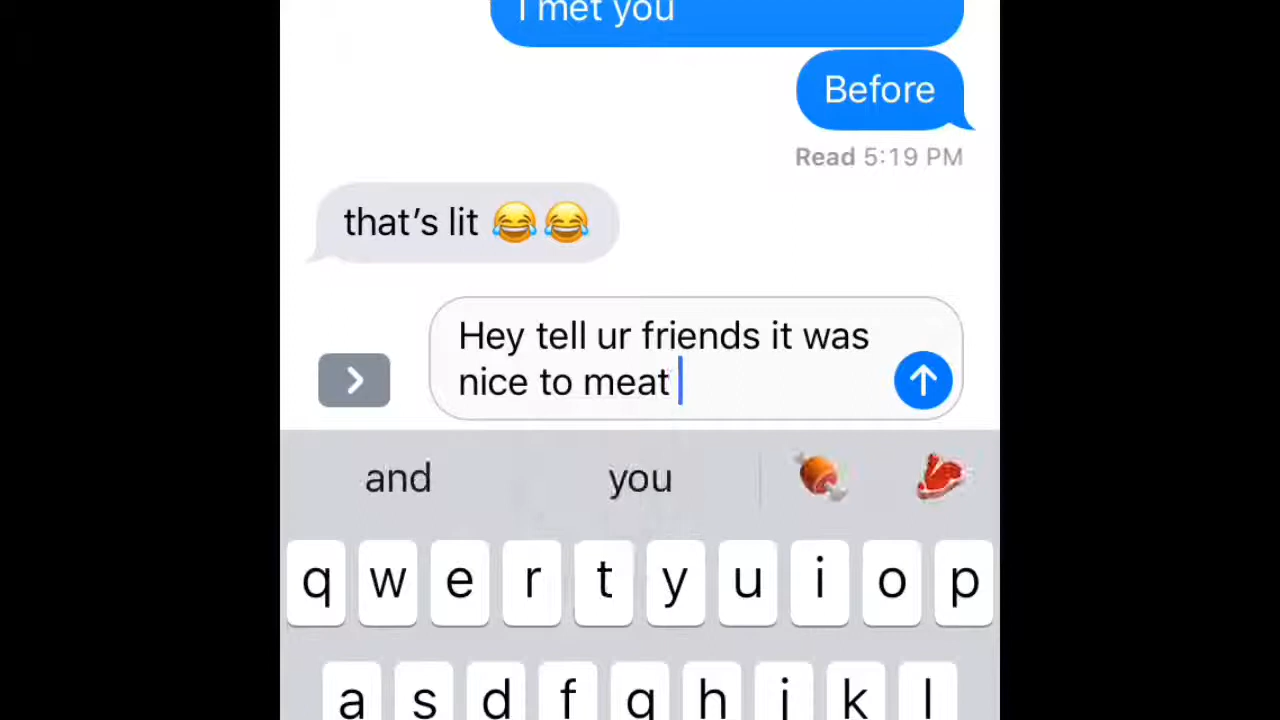 I met you
Before
Read 5:19 PM
that’s lit 😂😂
Hey tell ur friends it was
nice to meat
and you 🍖 🥩
q w e r t y u i o p
a s d f g h j k l